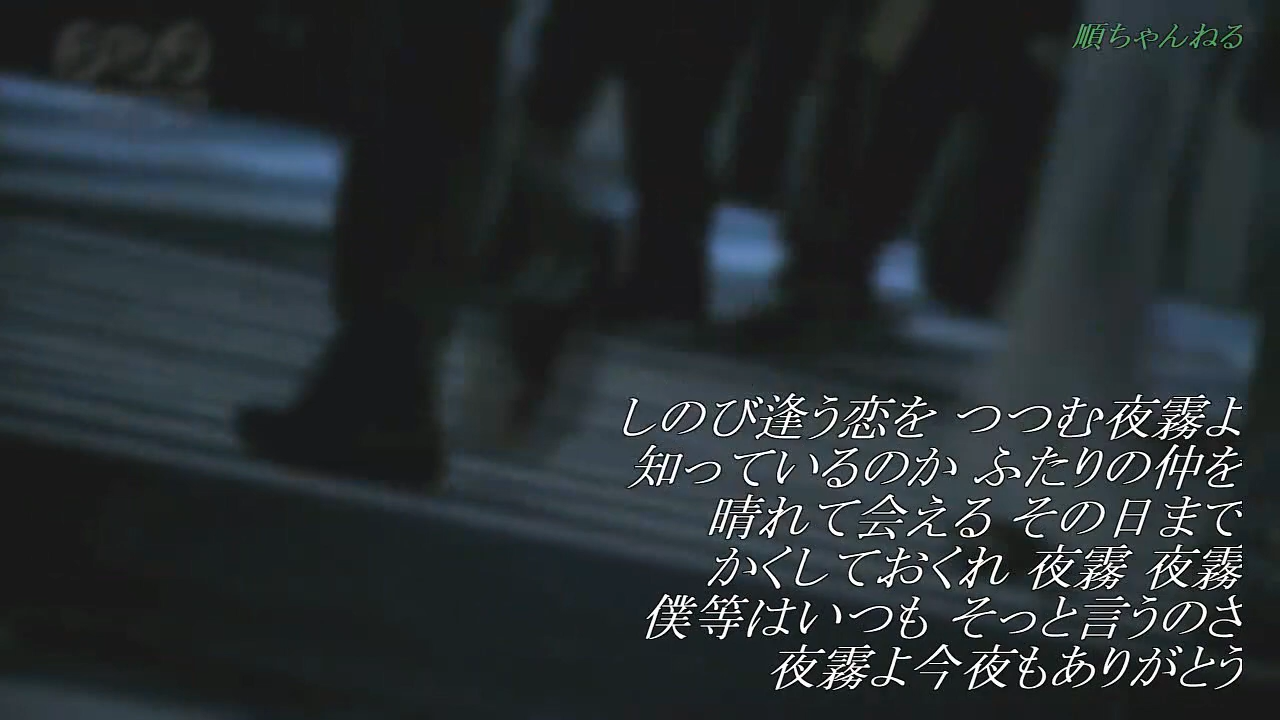 順ちゃんねる
しのび逢う恋を つつむ夜霧よ
知っているのか ふたりの仲を
晴れて会える その日まで
かくしておくれ 夜霧 夜霧
僕等はいつも そっと言うのさ
夜霧よ今夜もありがとう